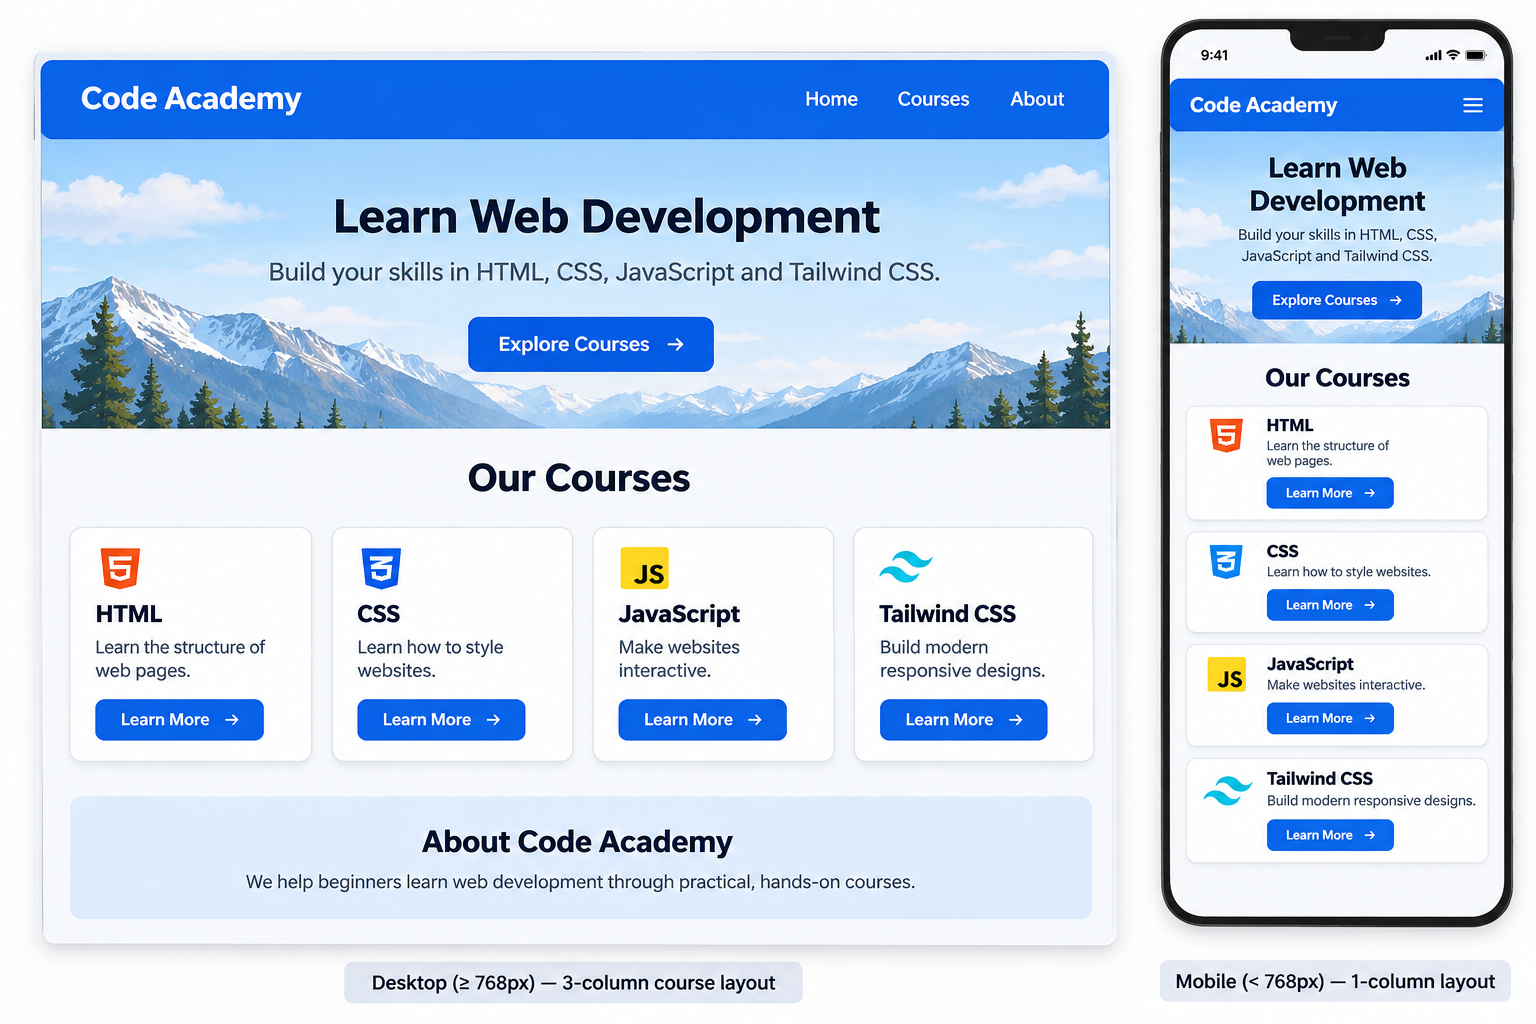 Code Academy
Home Courses About
Learn Web Development
Build your skills in HTML, CSS, JavaScript and Tailwind CSS.
Explore Courses →
Our Courses
5
HTML
Learn the structure of
web pages.
Learn More →
3
CSS
Learn how to style
websites.
Learn More →
JS
JavaScript
Make websites
interactive.
Learn More →
Tailwind CSS
Build modern
responsive designs.
Learn More →
About Code Academy
We help beginners learn web development through practical, hands-on courses.
Desktop (≥ 768px) — 3-column course layout
9:41
Code Academy
Learn Web
Development
Build your skills in HTML, CSS,
JavaScript and Tailwind CSS.
Explore Courses →
Our Courses
5
HTML
Learn the structure of
web pages.
Learn More →
3
CSS
Learn how to style websites.
Learn More →
JS
JavaScript
Make websites interactive.
Learn More →
Tailwind CSS
Build modern responsive designs.
Learn More →
Mobile (< 768px) — 1-column layout